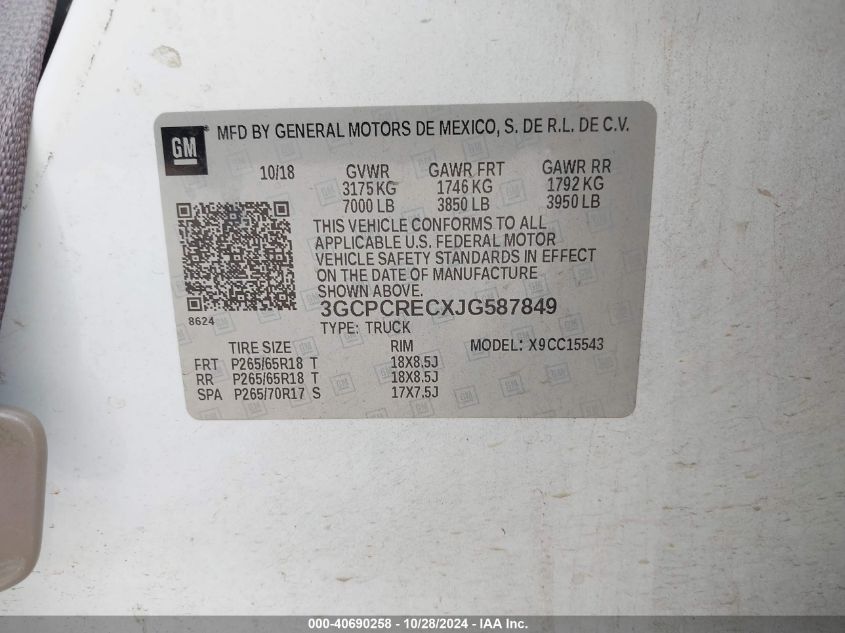 GM® MFD BY GENERAL MOTORS DE MEXICO, S. DE R.L. DE C.V.
10/18 GVWR GAWR FRT GAWR RR
3175 KG 1746 KG 1792 KG
7000 LB 3850 LB 3950 LB
THIS VEHICLE CONFORMS TO ALL
APPLICABLE U.S. FEDERAL MOTOR
VEHICLE SAFETY STANDARDS IN EFFECT
ON THE DATE OF MANUFACTURE
SHOWN ABOVE.
8624
3GCPCRECXJG587849
TYPE: TRUCK MODEL: X9CC15543
TIRE SIZE RIM
FRT P265/65R18 T 18X8.5J
RR P265/65R18 T 18X8.5J
SPA P265/70R17 S 17X7.5J
000-40690258 - 10/28/2024 - IAA Inc.